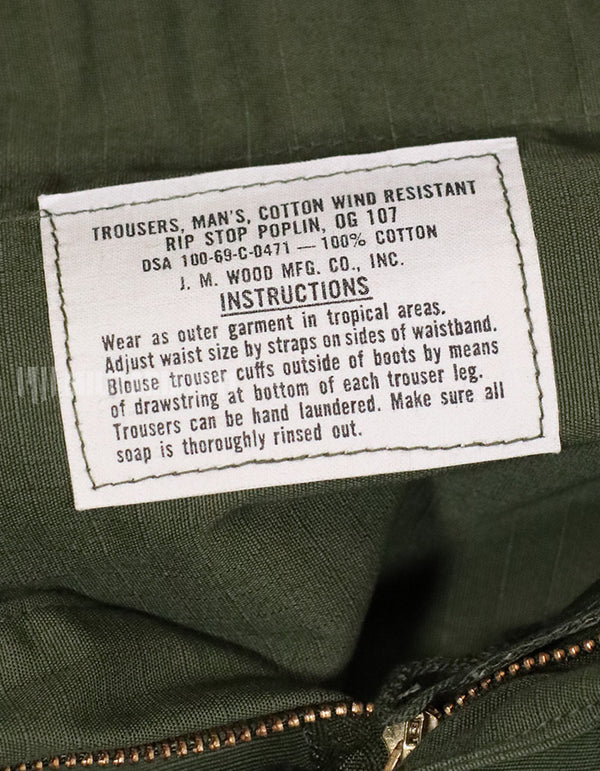 TROUSERS, MAN'S, COTTON WIND RESISTANT
RIP STOP POPLIN, OG 107
DSA 100-69-C-0471 — 100% COTTON
J. M. WOOD MFG. CO., INC.
INSTRUCTIONS
Wear as outer garment in tropical areas.
Adjust waist size by straps on sides of waistband.
Blouse trouser cuffs outside of boots by means
of drawstring at bottom of each trouser leg.
Trousers can be hand laundered. Make sure all
soap is thoroughly rinsed out.